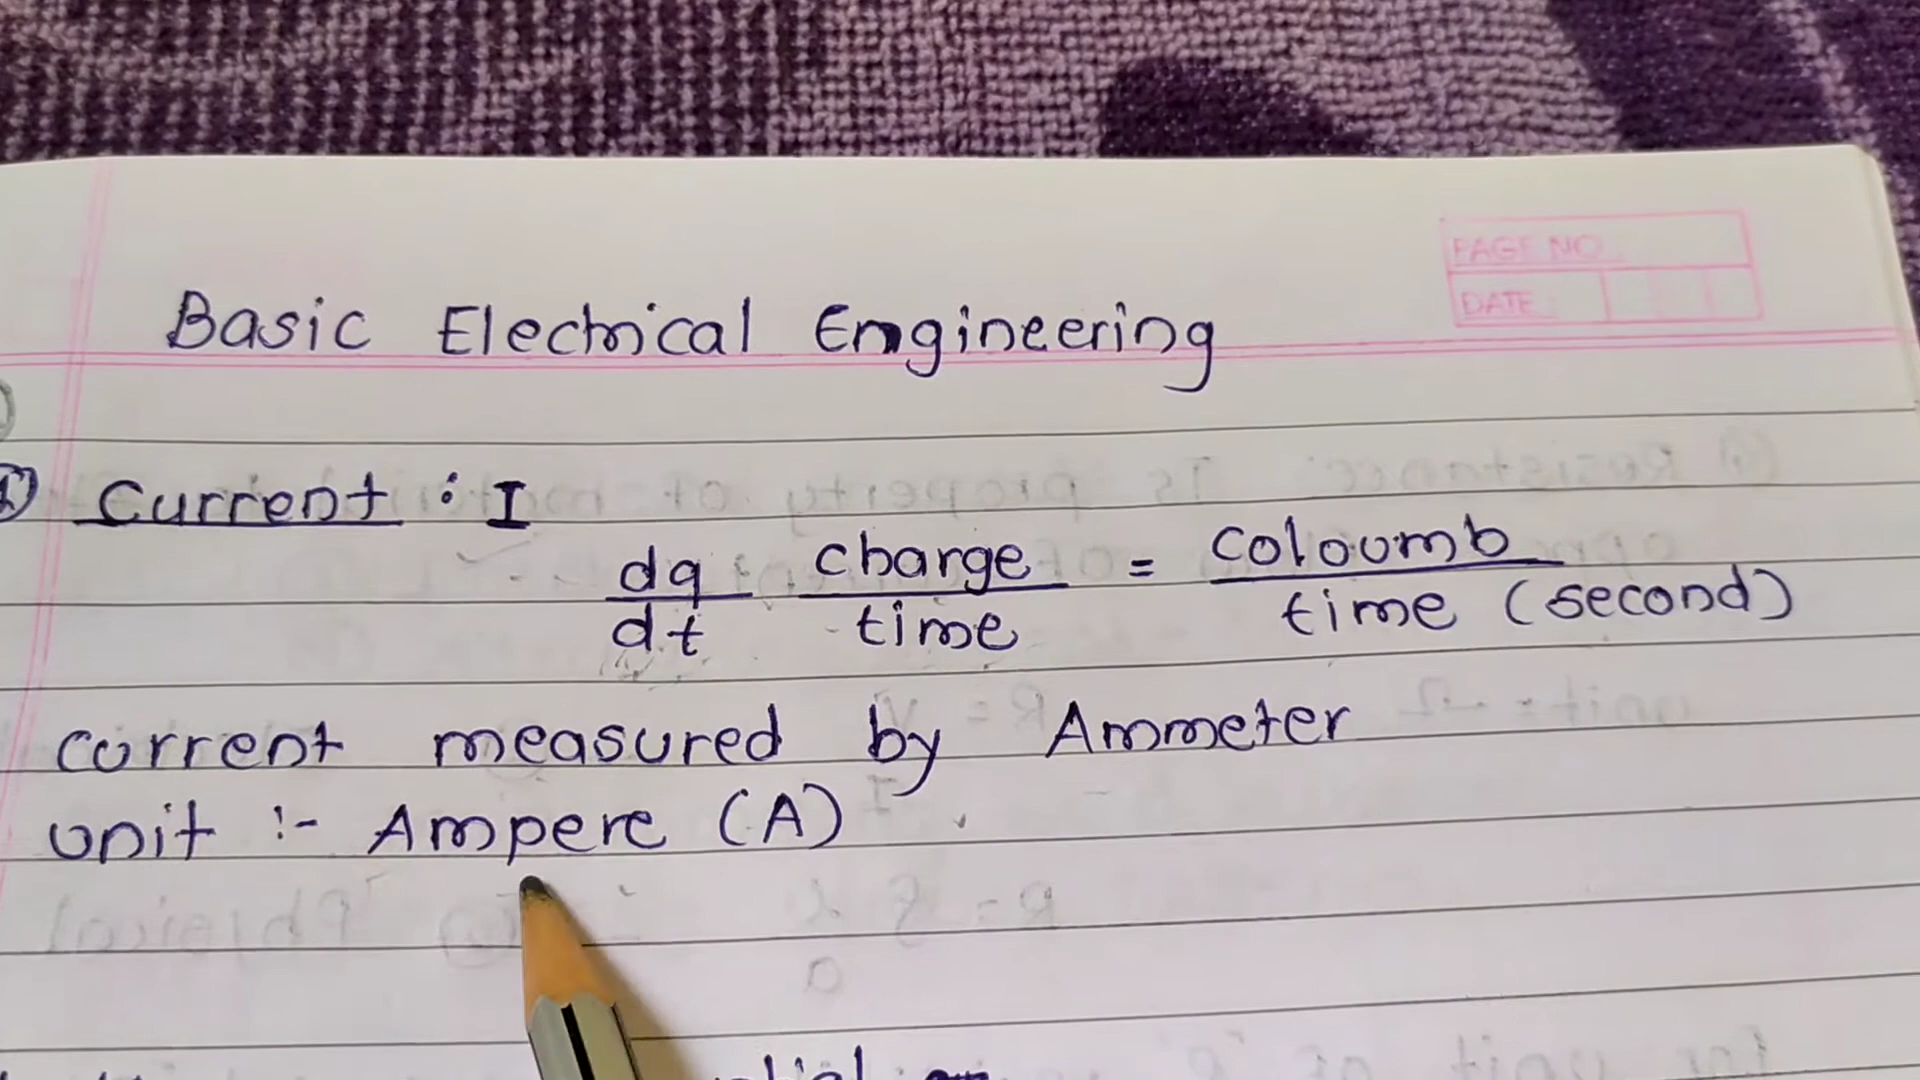 PAGE NO.
DATE
Basic Electrical Engineering
1) Current : I
dq/dt charge/time = coloumb/time (second)
current measured by Ammeter
unit :- Ampere (A)